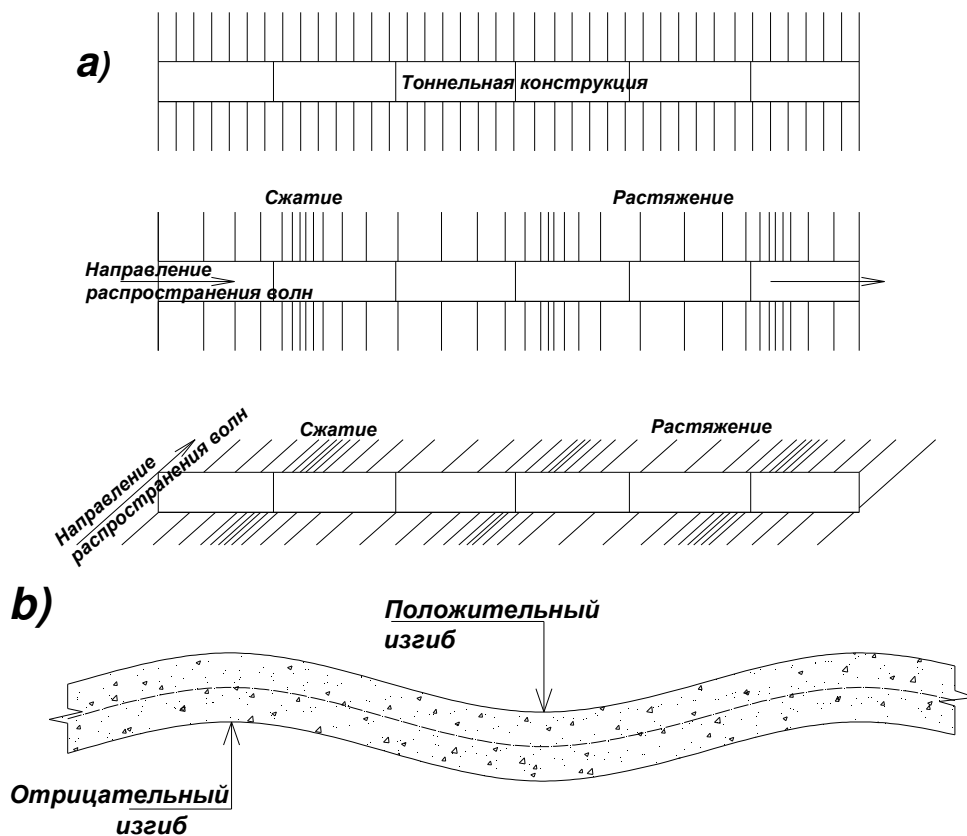 a)
Тоннельная конструкция
Сжатие
Растяжение
Направление
распространения волн
Сжатие
Растяжение
Направление
распространения волн
b)
Положительный
изгиб
Отрицательный
изгиб